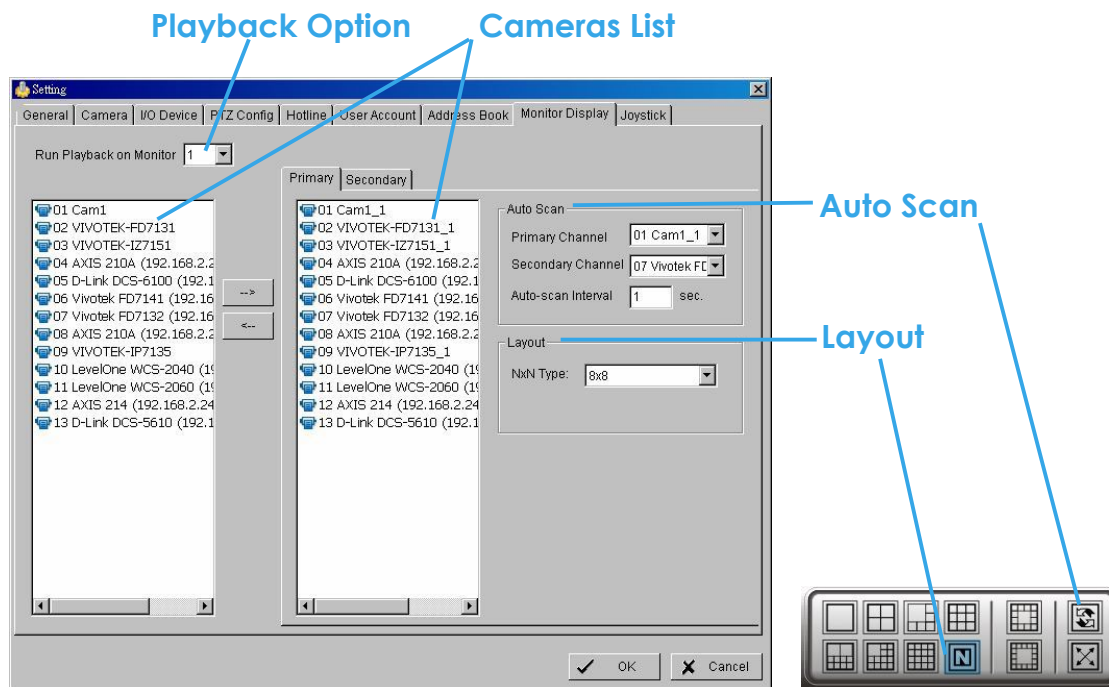 Playback Option
Cameras List
Setting
General Camera I/O Device PTZ Config Hotline User Account Address Book Monitor Display Joystick
Run Playback on Monitor 1
Primary Secondary
01 Cam1
02 VIVOTEK-FD7131
03 VIVOTEK-IZ7151
04 AXIS 210A (192.168.2.2
05 D-Link DCS-6100 (192.1
06 Vivotek FD7141 (192.16
07 Vivotek FD7132 (192.16
08 AXIS 210A (192.168.2.2
09 VIVOTEK-IP7135
10 LevelOne WCS-2040 (19
11 LevelOne WCS-2060 (19
12 AXIS 214 (192.168.2.24
13 D-Link DCS-5610 (192.1
-->
<--
01 Cam1_1
02 VIVOTEK-FD7131_1
03 VIVOTEK-IZ7151_1
04 AXIS 210A (192.168.2.2
05 D-Link DCS-6100 (192.1
06 Vivotek FD7141 (192.16
07 Vivotek FD7132 (192.16
08 AXIS 210A (192.168.2.2
09 VIVOTEK-IP7135_1
10 LevelOne WCS-2040 (19
11 LevelOne WCS-2060 (19
12 AXIS 214 (192.168.2.24
13 D-Link DCS-5610 (192.1
Auto Scan
Primary Channel 01 Cam1_1
Secondary Channel 07 Vivotek FD
Auto-scan Interval 1 sec.
Layout
NxN Type: 8x8
OK Cancel
Auto Scan
Layout
N